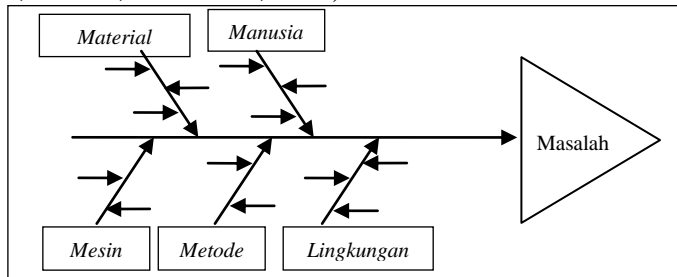 Material
Manusia
Masalah
Mesin
Metode
Lingkungan